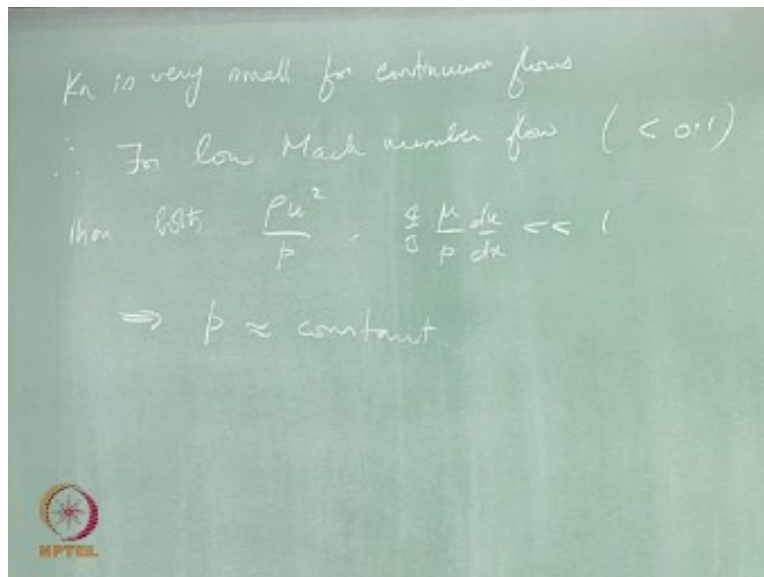 Kn is very small for continuum flows
∴ For low Mach number flow ( < 0.1 )
then both ρu²/p , 4/3 μ/p du/dx << 1
⇒ p ≈ constant.
NPTEL